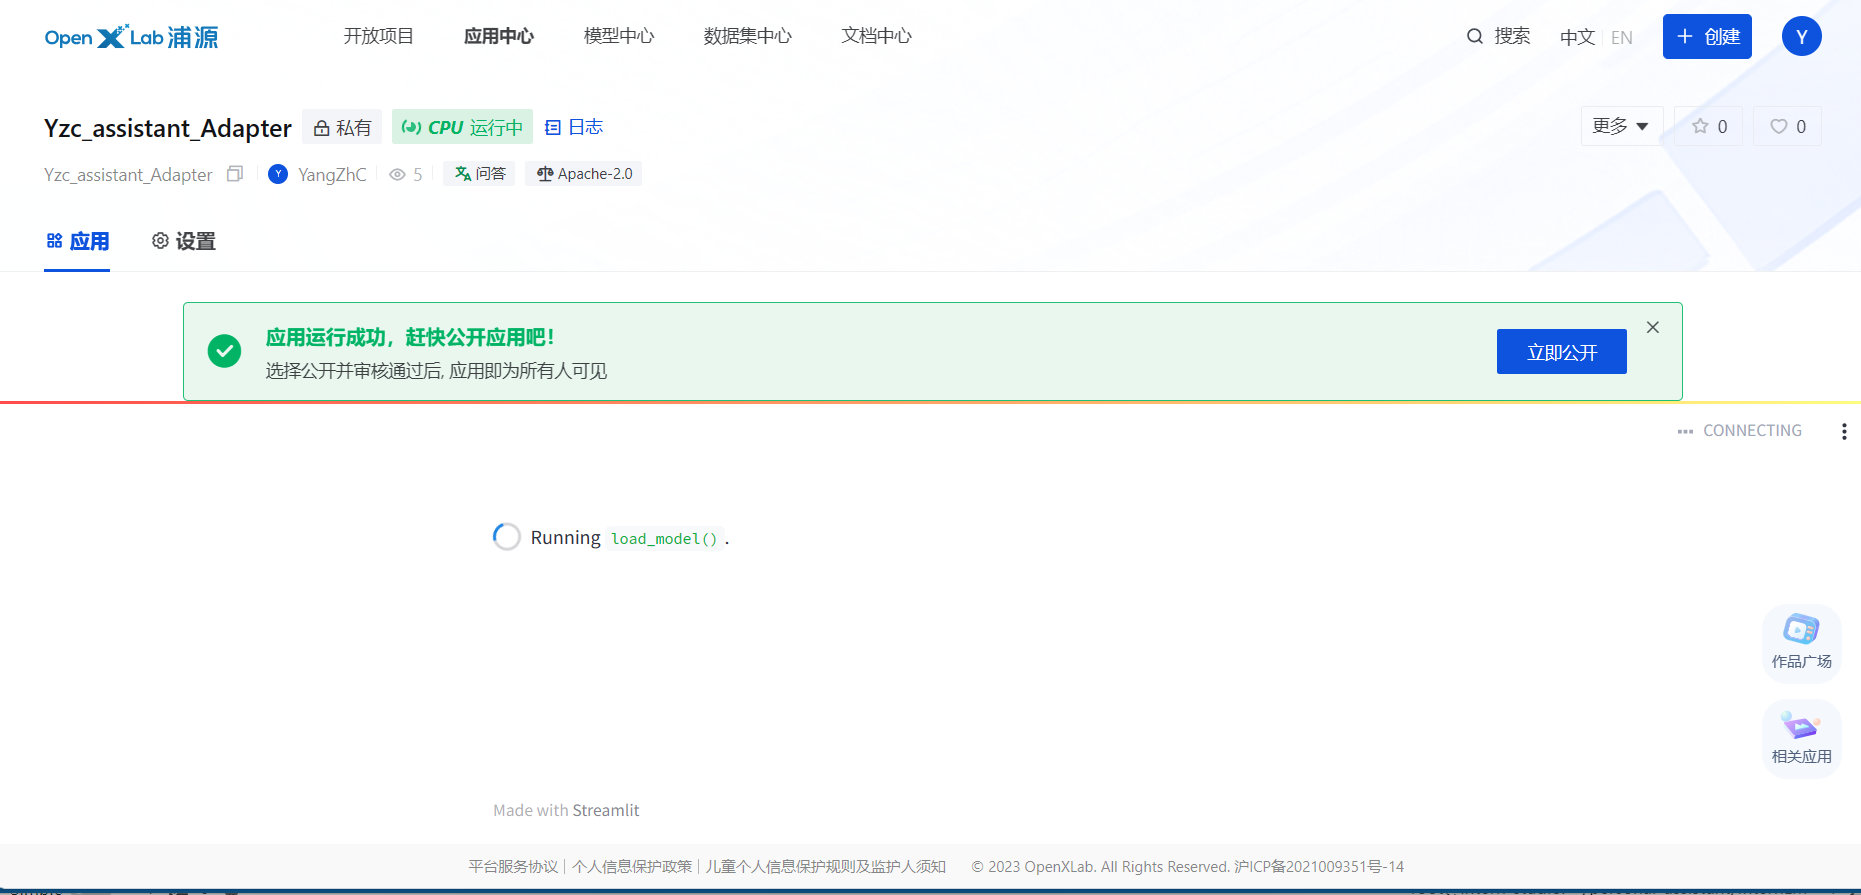 Open X Lab 浦源
开放项目 应用中心 模型中心 数据集中心 文档中心 搜索 中文 EN 创建 Y
Yzc_assistant_Adapter 私有 CPU 运行中 日志 更多 0 0
Yzc_assistant_Adapter Y YangZhC 5 问答 Apache-2.0
应用 设置
应用运行成功，赶快公开应用吧！
选择公开并审核通过后, 应用即为所有人可见
立即公开
CONNECTING
Running load_model().
作品广场
相关应用
Made with Streamlit
平台服务协议 | 个人信息保护政策 | 儿童个人信息保护规则及监护人须知 © 2023 OpenXLab. All Rights Reserved. 沪ICP备2021009351号-14